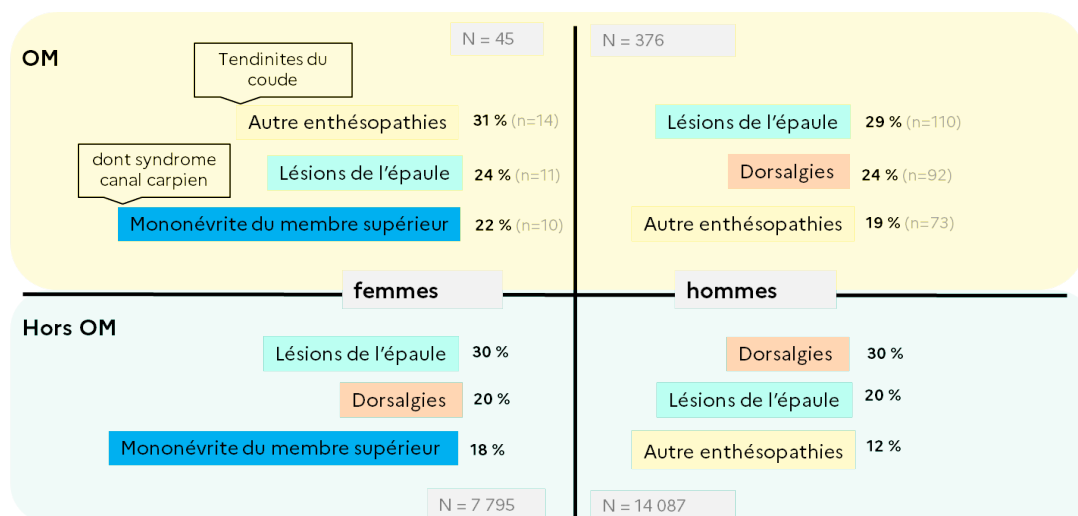 OM
N = 45
N = 376
Tendinites du
coude
Autre enthésopathies 31 % (n=14)
dont syndrome
canal carpien
Lésions de l’épaule 24 % (n=11)
Mononévrite du membre supérieur 22 % (n=10)
Lésions de l’épaule 29 % (n=110)
Dorsalgies 24 % (n=92)
Autre enthésopathies 19 % (n=73)
femmes
hommes
Hors OM
Lésions de l’épaule 30 %
Dorsalgies 20 %
Mononévrite du membre supérieur 18 %
N = 7 795
Dorsalgies 30 %
Lésions de l’épaule 20 %
Autre enthésopathies 12 %
N = 14 087